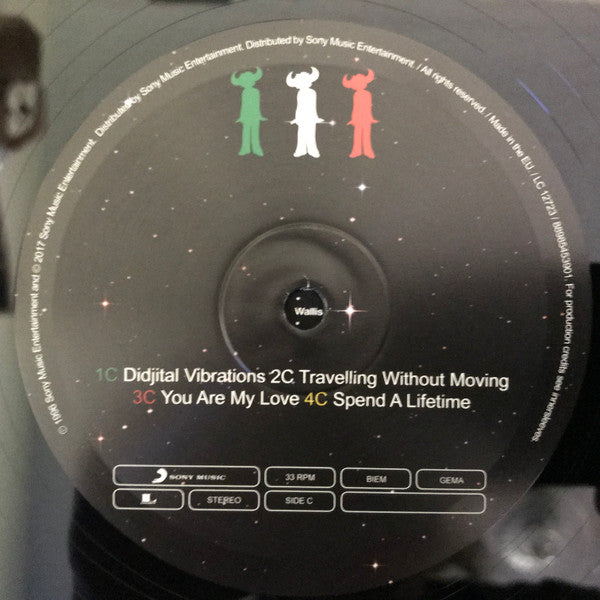 ℗ 1996 Sony Music Entertainment and © 2017 Sony Music Entertainment. Distributed by Sony Music Entertainment. Distributed by Sony Music Entertainment. / All rights reserved. / Made in the EU / LC 12723 / 88985453901. For production credits see innersleeves.
Wallis
1C Didjital Vibrations 2C Travelling Without Moving
3C You Are My Love 4C Spend A Lifetime
SONY MUSIC 33 RPM BIEM GEMA
STEREO SIDE C